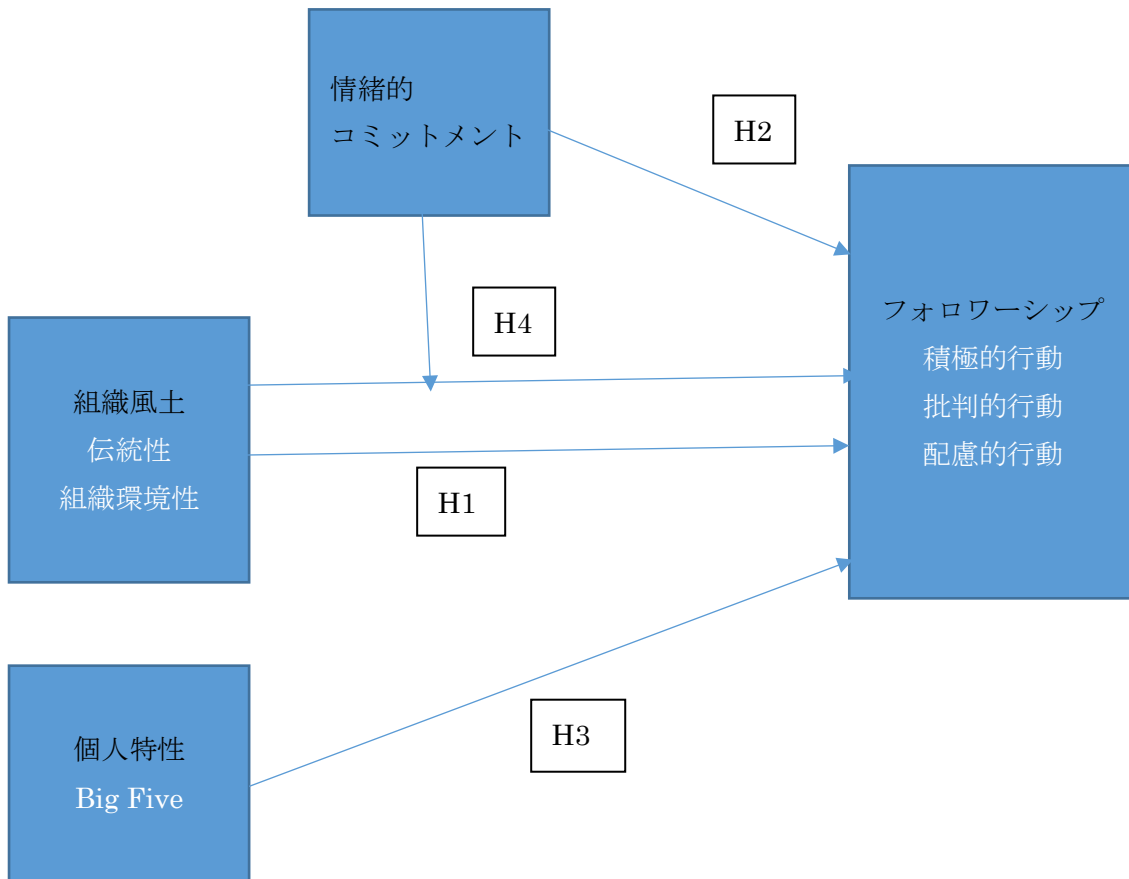 情緒的
コミットメント
H2
フォロワーシップ
積極的行動
批判的行動
配慮的行動
H4
組織風土
伝統性
組織環境性
H1
個人特性
Big Five
H3